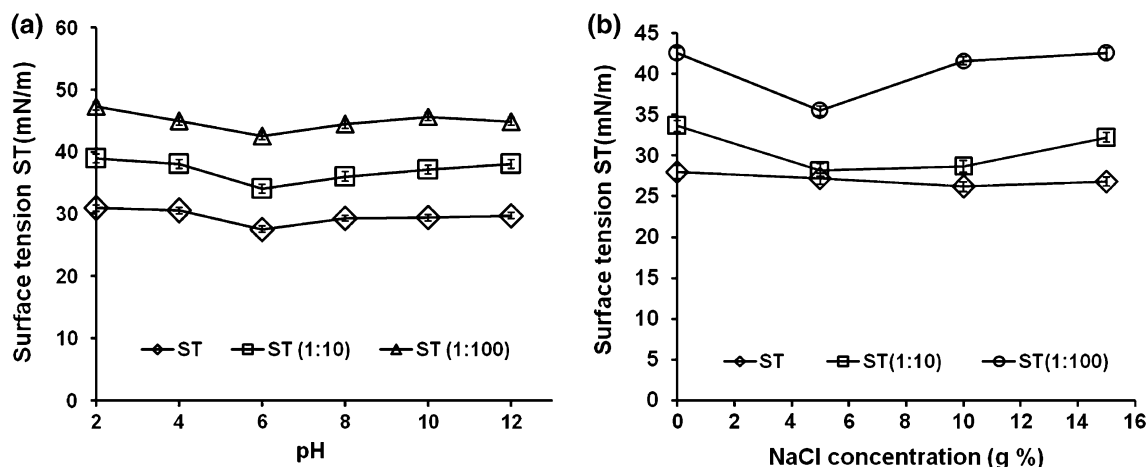 (a)
60
50
40
30
20
10
0
Surface tension ST(mN/m)
ST ST (1:10) ST (1:100)
2 4 6 8 10 12
pH
(b)
45
40
35
30
25
20
15
10
5
0
Surface tension ST(mN/m)
ST ST(1:10) ST(1:100)
0 2 4 6 8 10 12 14 16
NaCl concentration (g %)